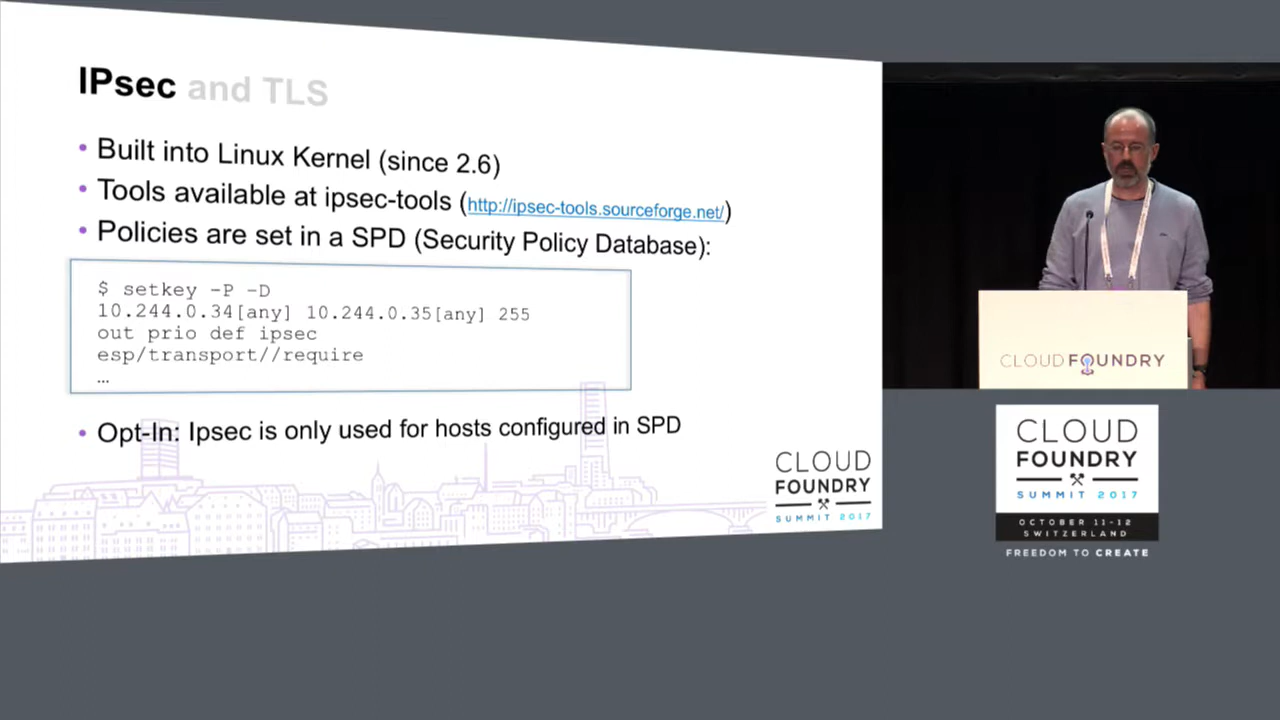 IPsec and TLS
• Built into Linux Kernel (since 2.6)
• Tools available at ipsec-tools (http://ipsec-tools.sourceforge.net/)
• Policies are set in a SPD (Security Policy Database):
$ setkey -P -D
10.244.0.34[any] 10.244.0.35[any] 255
out prio def ipsec
esp/transport//require
...
• Opt-In: Ipsec is only used for hosts configured in SPD
CLOUD
FOUNDRY
SUMMIT 2017
CLOUD FOUNDRY
CLOUD
FOUNDRY
SUMMIT 2017
OCTOBER 11-12
SWITZERLAND
FREEDOM TO CREATE